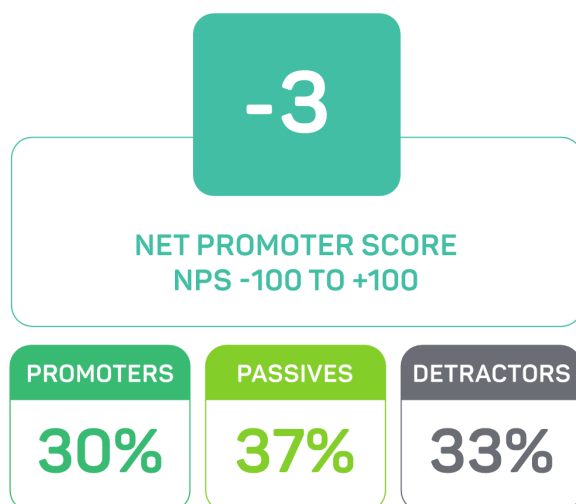 -3
NET PROMOTER SCORE
NPS -100 TO +100
PROMOTERS
30%
PASSIVES
37%
DETRACTORS
33%